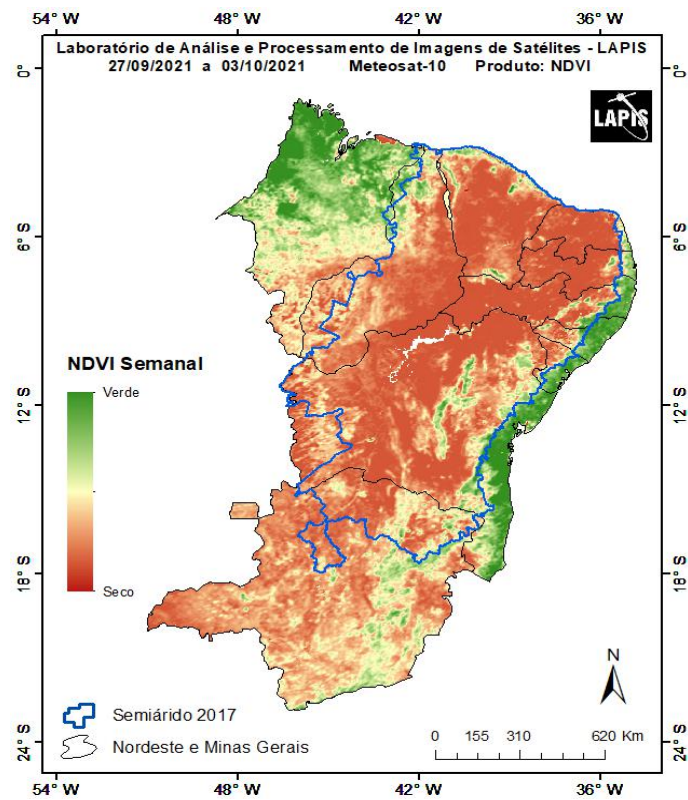 54° W 48° W 42° W 36° W
Laboratório de Análise e Processamento de Imagens de Satélites - LAPIS
27/09/2021 a 03/10/2021 Meteosat-10 Produto: NDVI
LAPIS
0°
0°
6°S
6°S
NDVI Semanal
Verde
12°S
12°S
Seco
18°S
18°S
N
Semiárido 2017
Nordeste e Minas Gerais
0 155 310 620 Km
24°S
24°S
54° W 48° W 42° W 36° W